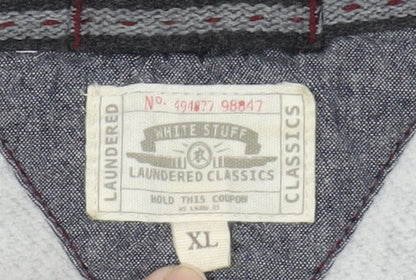 No. 494877 98847
LAUNDERED
WHITE STUFF
LAUNDERED CLASSICS
HOLD THIS COUPON
CLASSICS
XL